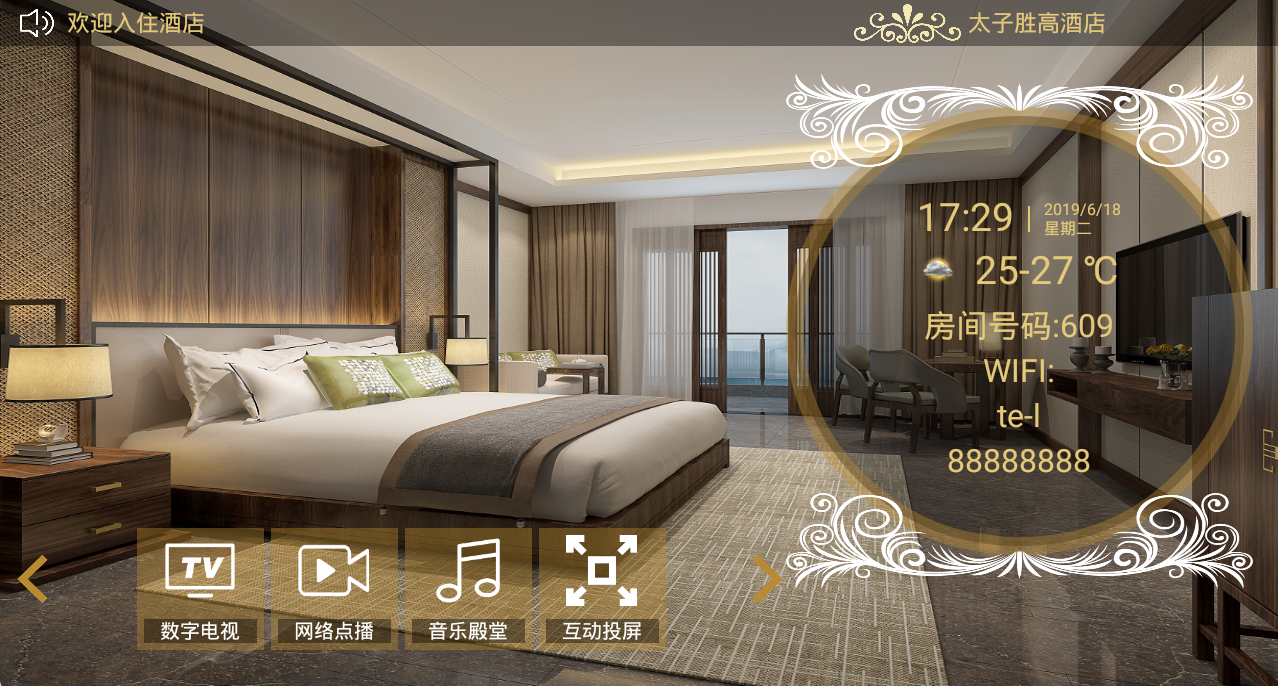 欢迎入住酒店
太子胜高酒店
17:29 | 2019/6/18
星期二
25-27 ℃
房间号码:609
WIFI:
te-l
88888888
TV
数字电视
网络点播
音乐殿堂
互动投屏